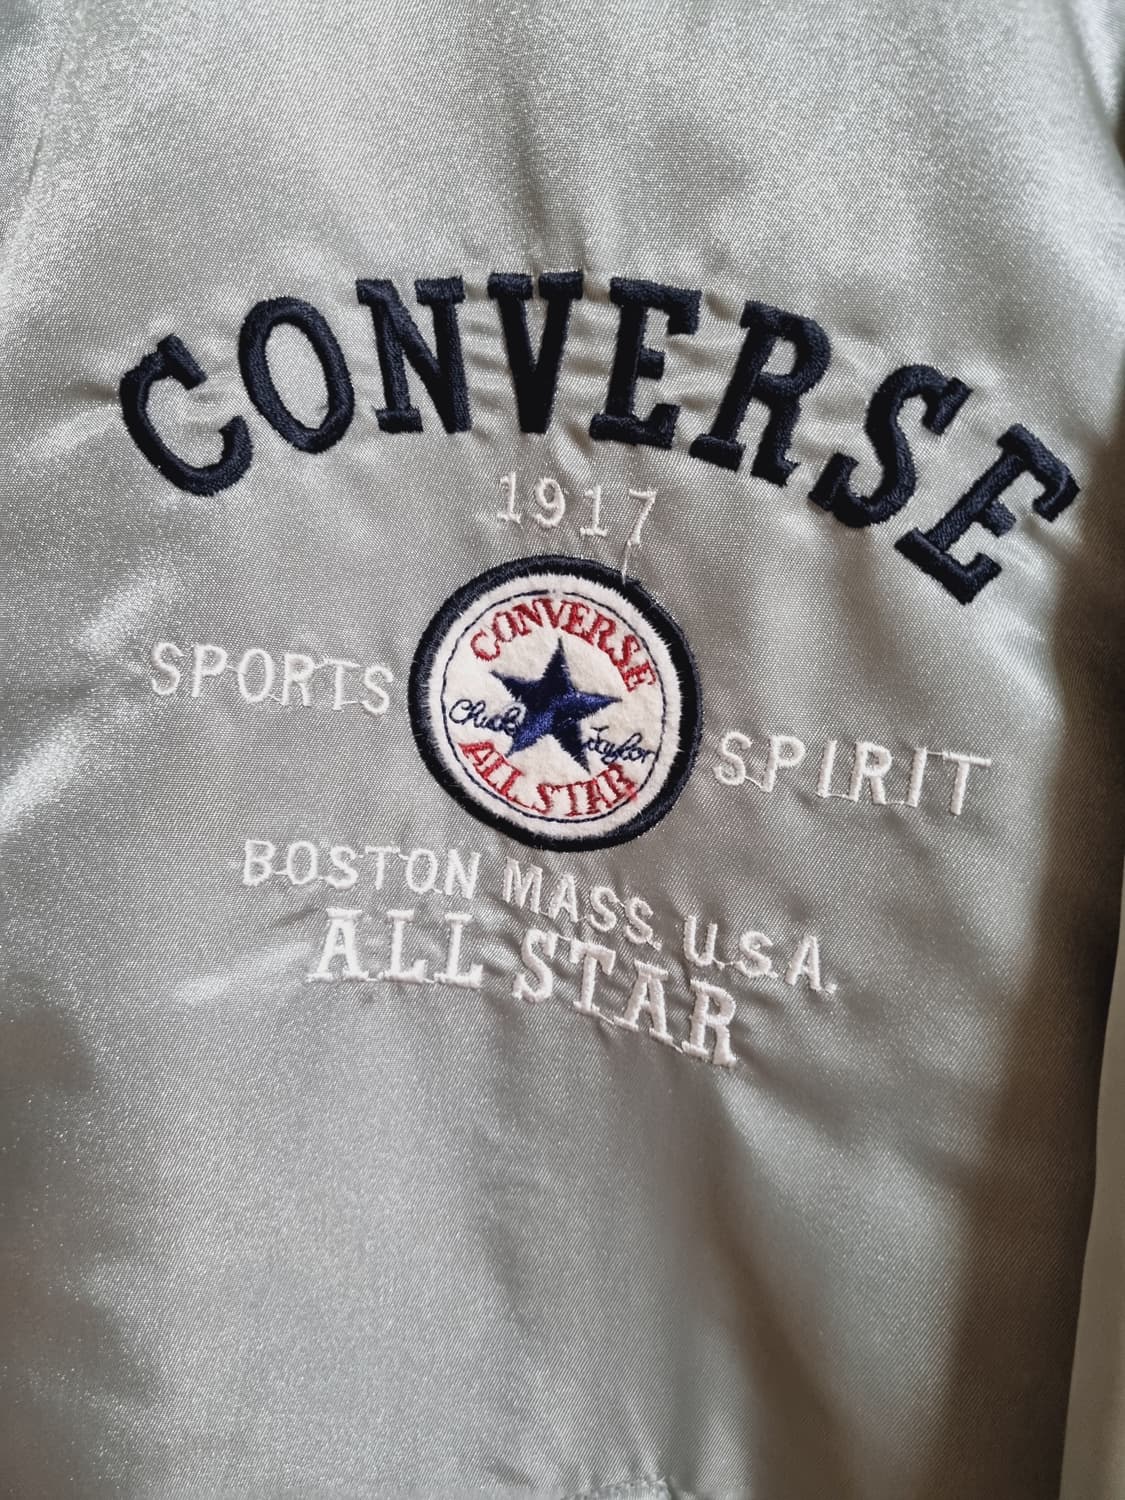 CONVERSE
1917
CONVERSE
SPORTS
Chuck Taylor
SPIRIT
ALL STAR
BOSTON MASS. U.S.A.
ALL STAR